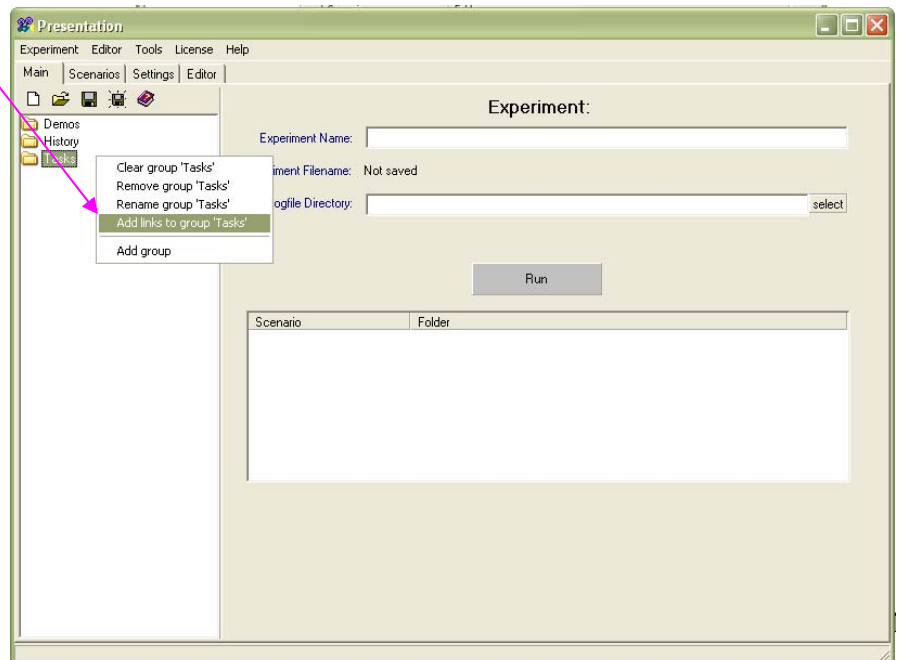 Presentation
Experiment Editor Tools License Help
Main Scenarios Settings Editor
Demos
History
Tasks
Clear group 'Tasks'
Remove group 'Tasks'
Rename group 'Tasks'
Add links to group 'Tasks'
Add group
Experiment:
Experiment Name:
iment Filename: Not saved
ogfile Directory:
select
Run
Scenario Folder